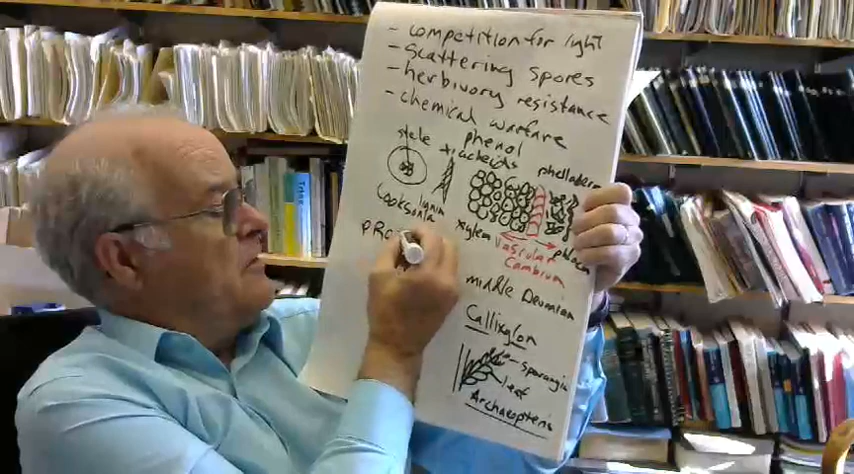 - competition for light
- scattering spores
- herbivory resistance
- chemical warfare
phenol
stele tracheids phelloderm
lignin
Cooksonia xylem phloem
PRO
vascular
cambium
middle Devonian
Callixylon
leaf sporangia
Archaeopteris